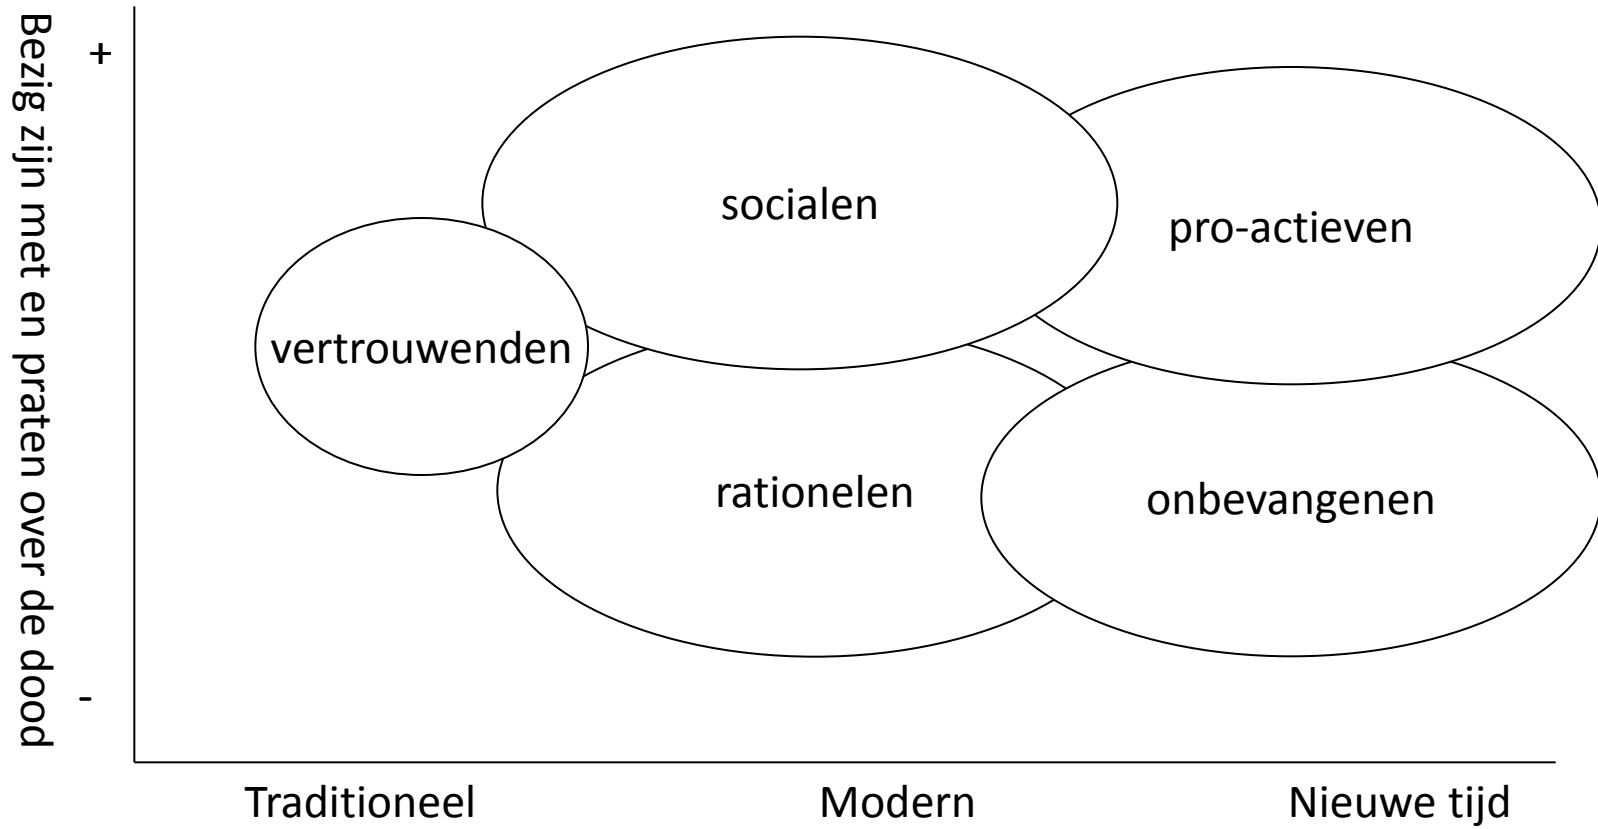 Bezig zijn met en praten over de dood
+
-
socialen
pro-actieven
vertrouwenden
rationelen
onbevangenen
Traditioneel
Modern
Nieuwe tijd